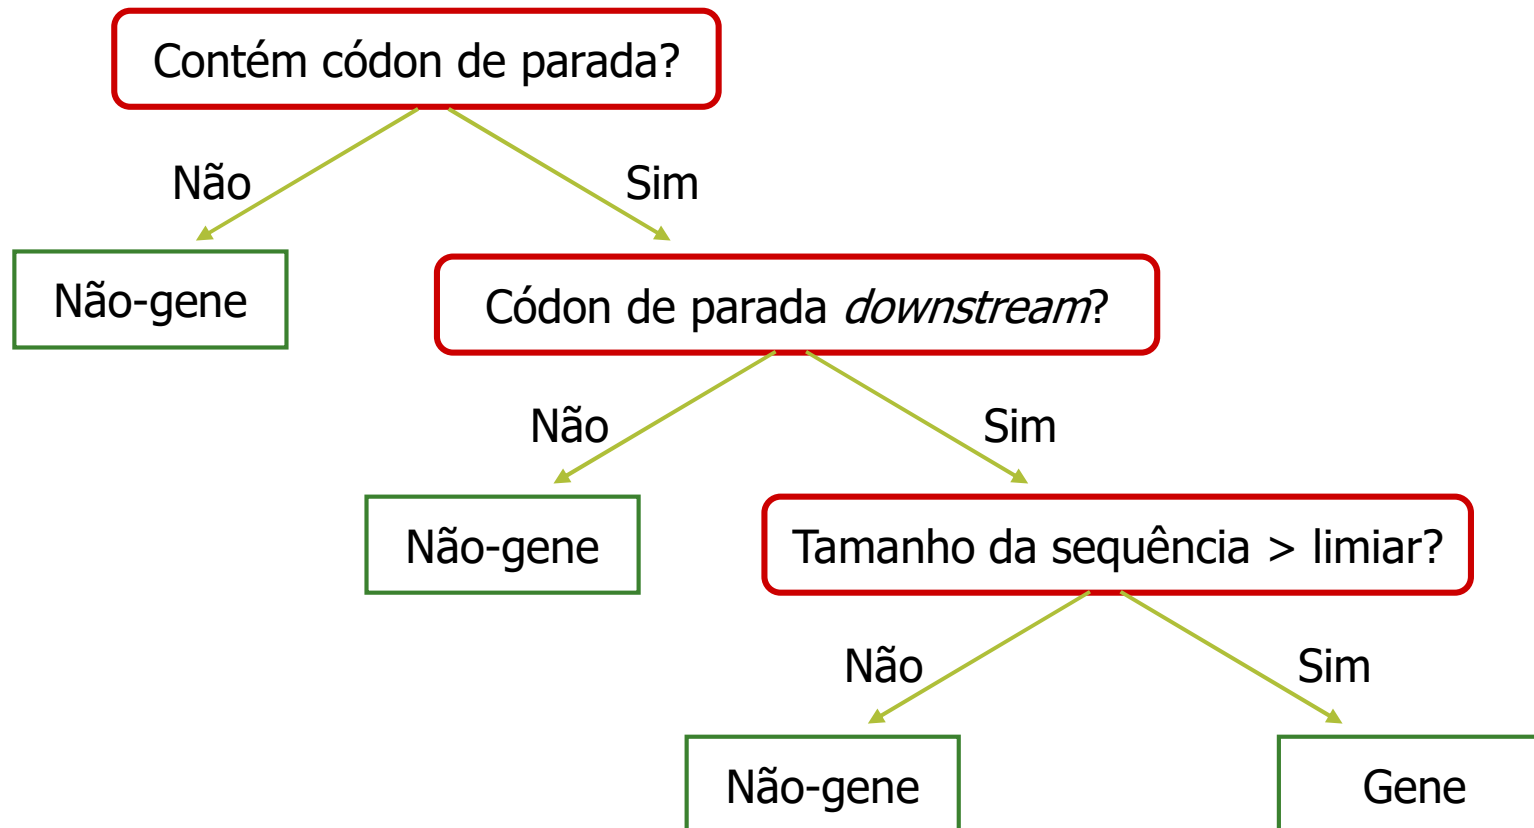 Contém códon de parada?
Não
Sim
Não-gene
Códon de parada downstream?
Não
Sim
Não-gene
Tamanho da sequência > limiar?
Não
Sim
Não-gene
Gene